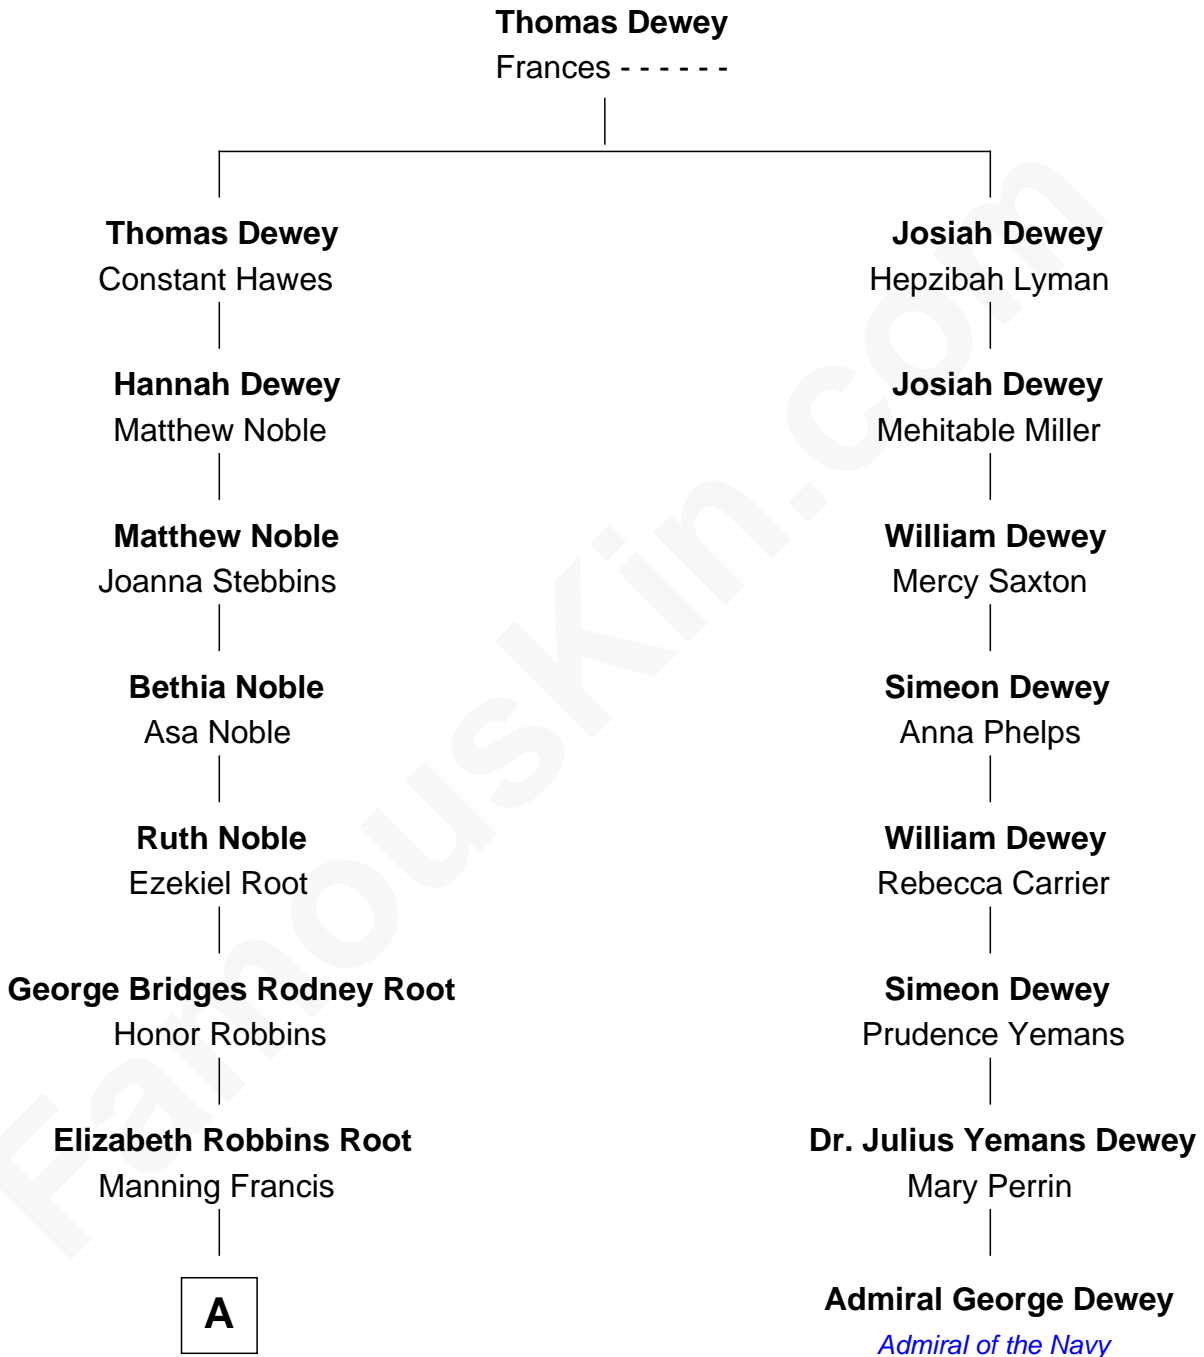 Thomas Dewey
Frances - - - - - -
Thomas Dewey
Constant Hawes
Hannah Dewey
Matthew Noble
Matthew Noble
Joanna Stebbins
Bethia Noble
Asa Noble
Ruth Noble
Ezekiel Root
George Bridges Rodney Root
Honor Robbins
Elizabeth Robbins Root
Manning Francis
A
Josiah Dewey
Hepzibah Lyman
Josiah Dewey
Mehitable Miller
William Dewey
Mercy Saxton
Simeon Dewey
Anna Phelps
William Dewey
Rebecca Carrier
Simeon Dewey
Prudence Yemans
Dr. Julius Yemans Dewey
Mary Perrin
Admiral George Dewey
Admiral of the Navy
FamousKin.com